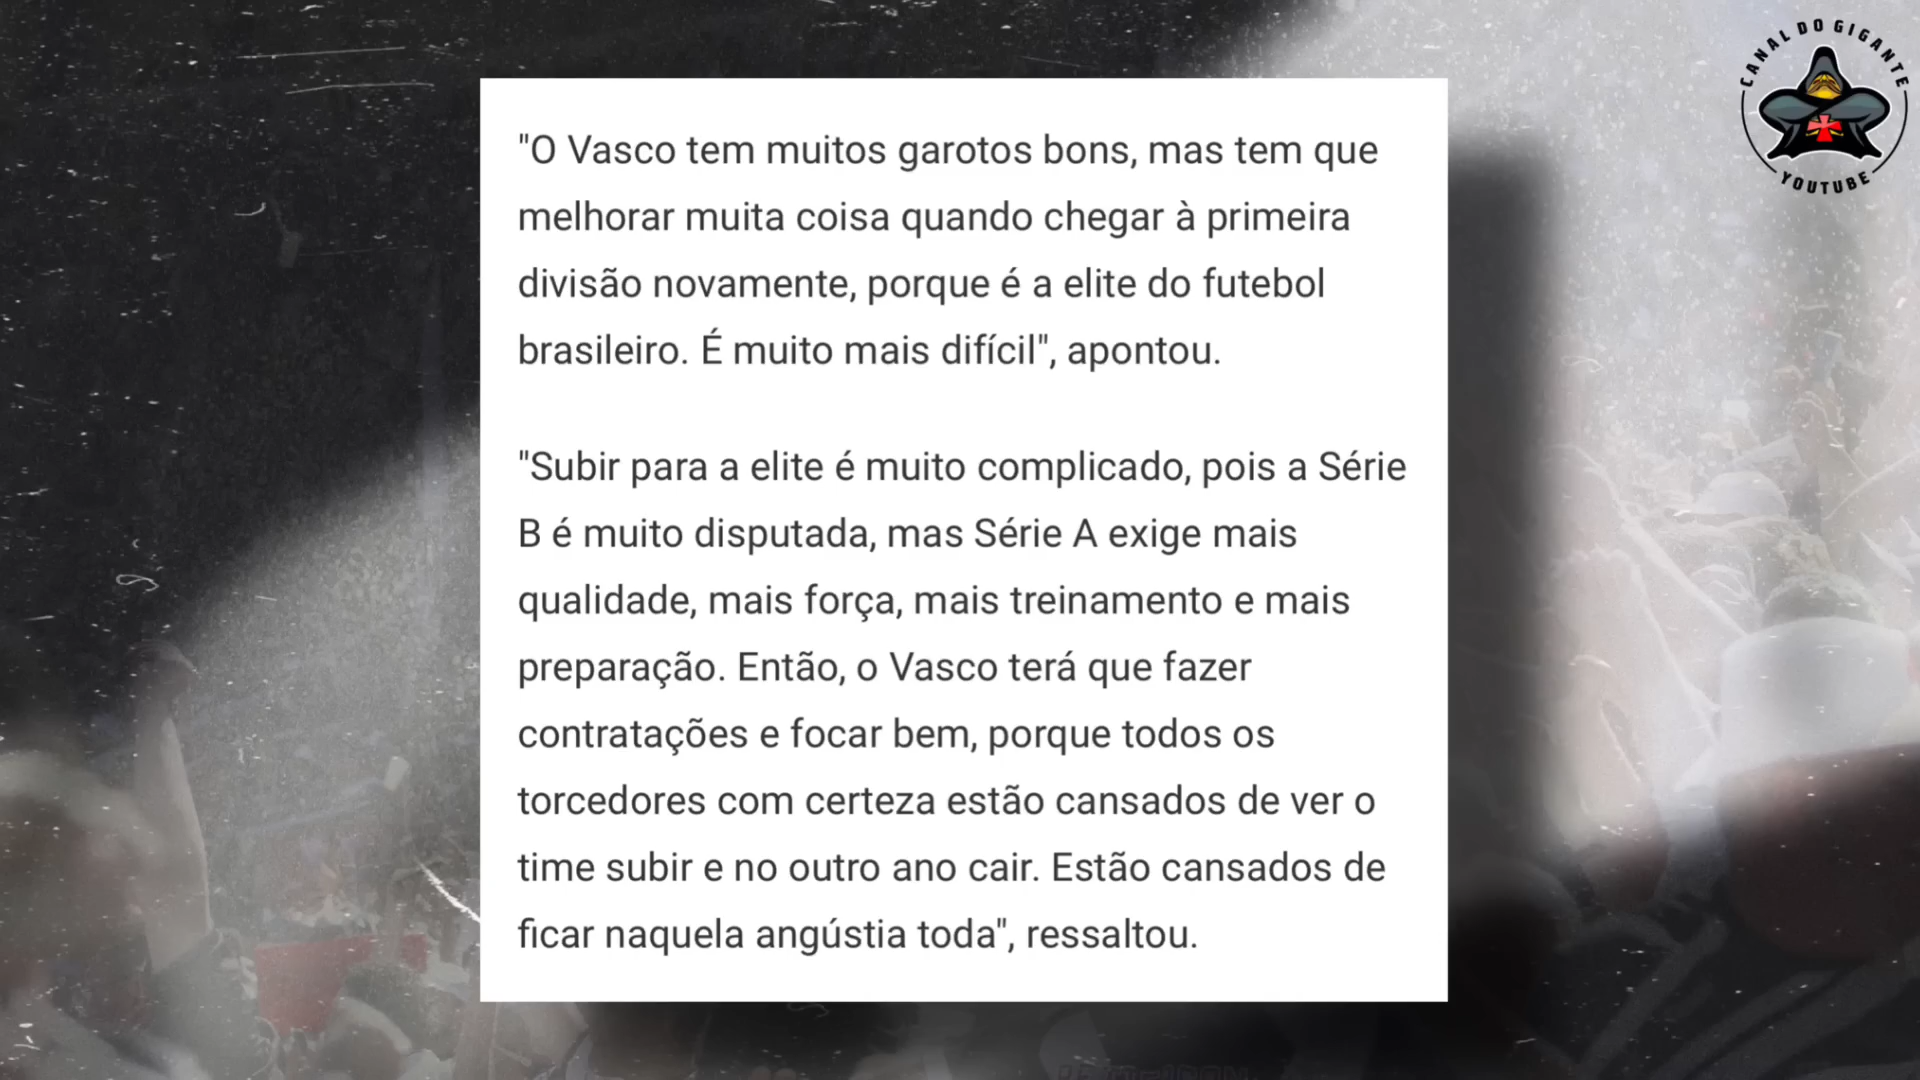 "O Vasco tem muitos garotos bons, mas tem que
melhorar muita coisa quando chegar à primeira
divisão novamente, porque é a elite do futebol
brasileiro. É muito mais difícil", apontou.
"Subir para a elite é muito complicado, pois a Série
B é muito disputada, mas Série A exige mais
qualidade, mais força, mais treinamento e mais
preparação. Então, o Vasco terá que fazer
contratações e focar bem, porque todos os
torcedores com certeza estão cansados de ver o
time subir e no outro ano cair. Estão cansados de
ficar naquela angústia toda", ressaltou.
CANAL DO GIGANTE
YOUTUBE